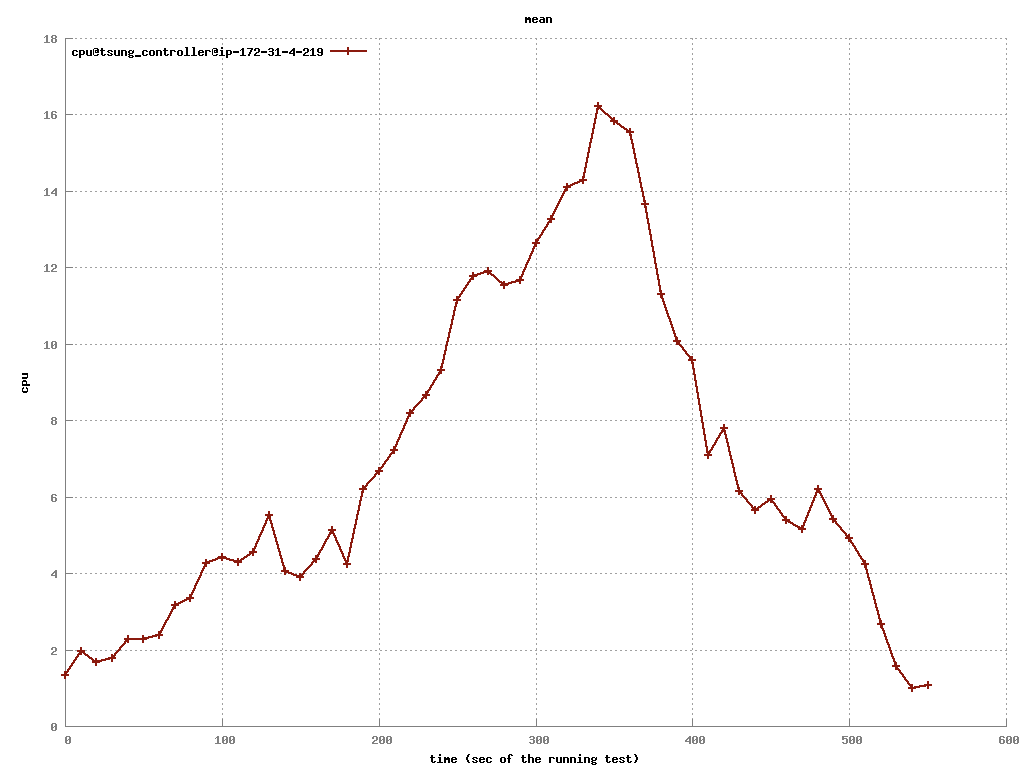 mean
18
cpu@tsung_controller@ip-172-31-4-219
16
14
12
10
cpu
8
6
4
2
0
0 100 200 300 400 500 600
time (sec of the running test)